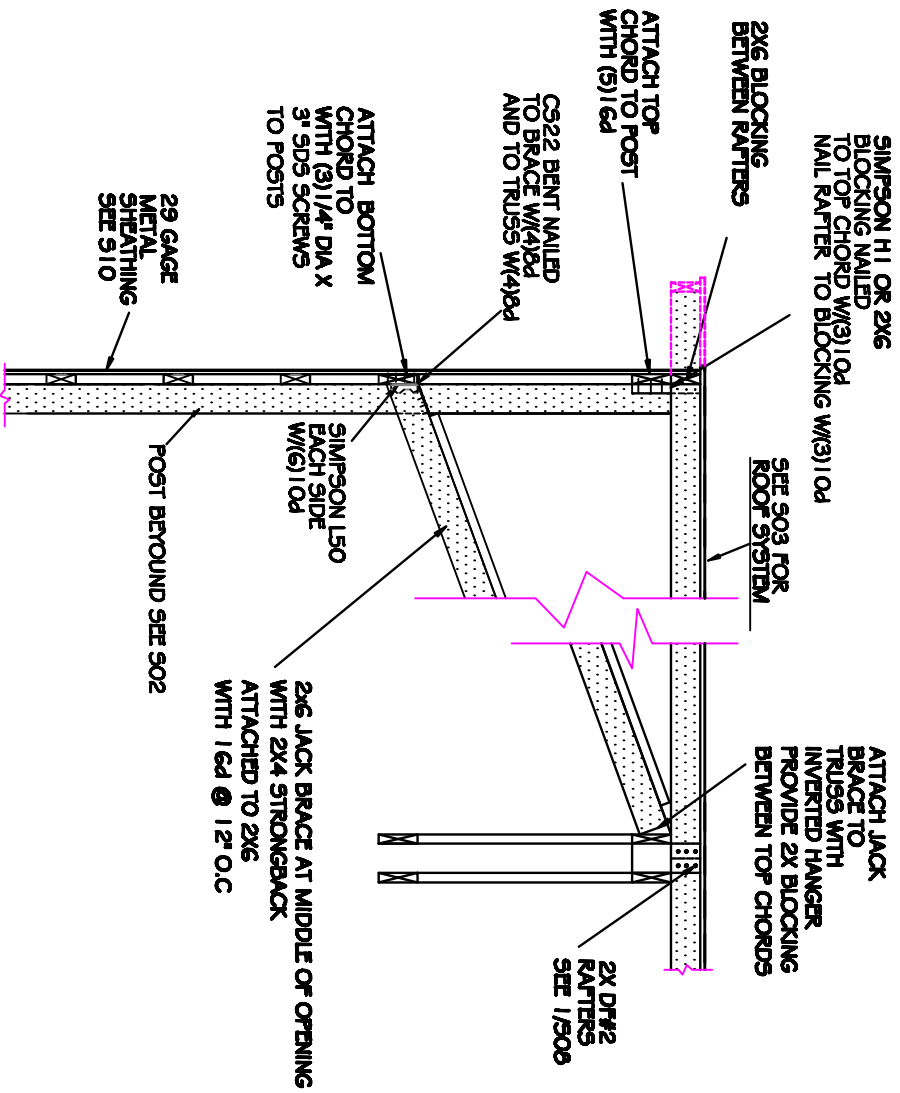 SIMPSON H1 OR 2X6
BLOCKING NAILED
TO TOP CHORD W/(3)10d
NAIL RAFTER TO BLOCKING W/(3)10d
2X6 BLOCKING
BETWEEN RAFTERS
ATTACH TOP
CHORD TO POST
WITH (5)16d
CS22 BENT NAILED
TO BRACE W/(4)8d
AND TO TRUSS W(4)8d
ATTACH BOTTOM
CHORD TO
WITH (3)1/4" DIA X
3" SDS SCREWS
TO POSTS
29 GAGE
METAL
SHEATHING
SEE S10
SEE S03 FOR
ROOF SYSTEM
SIMPSON L50
EACH SIDE
W/(6)10d
POST BEYOUND SEE S02
ATTACH JACK
BRACE TO
TRUSS WITH
INVERTED HANGER
PROVIDE 2X BLOCKING
BETWEEN TOP CHORDS
2X DF#2
RAFTERS
SEE 1/S08
2x6 JACK BRACE AT MIDDLE OF OPENING
WITH 2X4 STRONGBACK
ATTACHED TO 2X6
WITH 16d @ 12" O.C